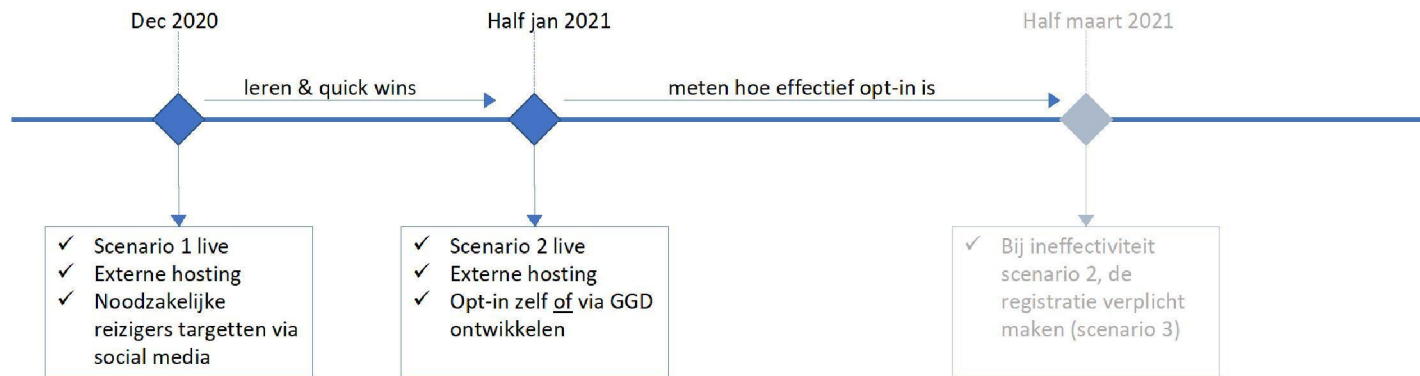 Dec 2020
Half jan 2021
Half maart 2021
leren & quick wins
meten hoe effectief opt-in is
✓ Scenario 1 live
✓ Externe hosting
✓ Noodzakelijke
reizigers targetten via
social media
✓ Scenario 2 live
✓ Externe hosting
✓ Opt-in zelf of via GGD
ontwikkelen
✓ Bij ineffectiviteit
scenario 2, de
registratie verplicht
maken (scenario 3)